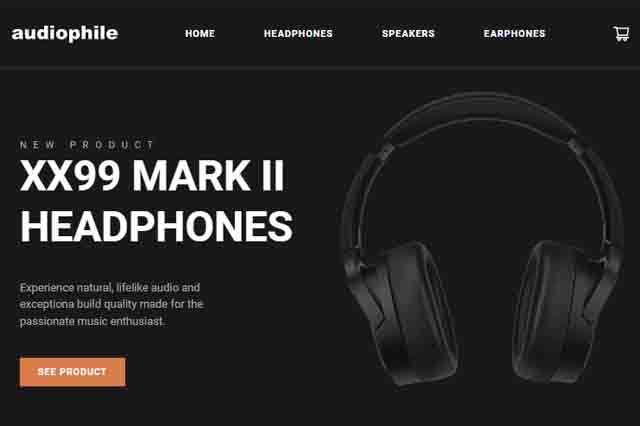 audiophile
HOME HEADPHONES SPEAKERS EARPHONES
NEW PRODUCT
XX99 MARK II
HEADPHONES
Experience natural, lifelike audio and
exceptiona build quality made for the
passionate music enthusiast.
SEE PRODUCT